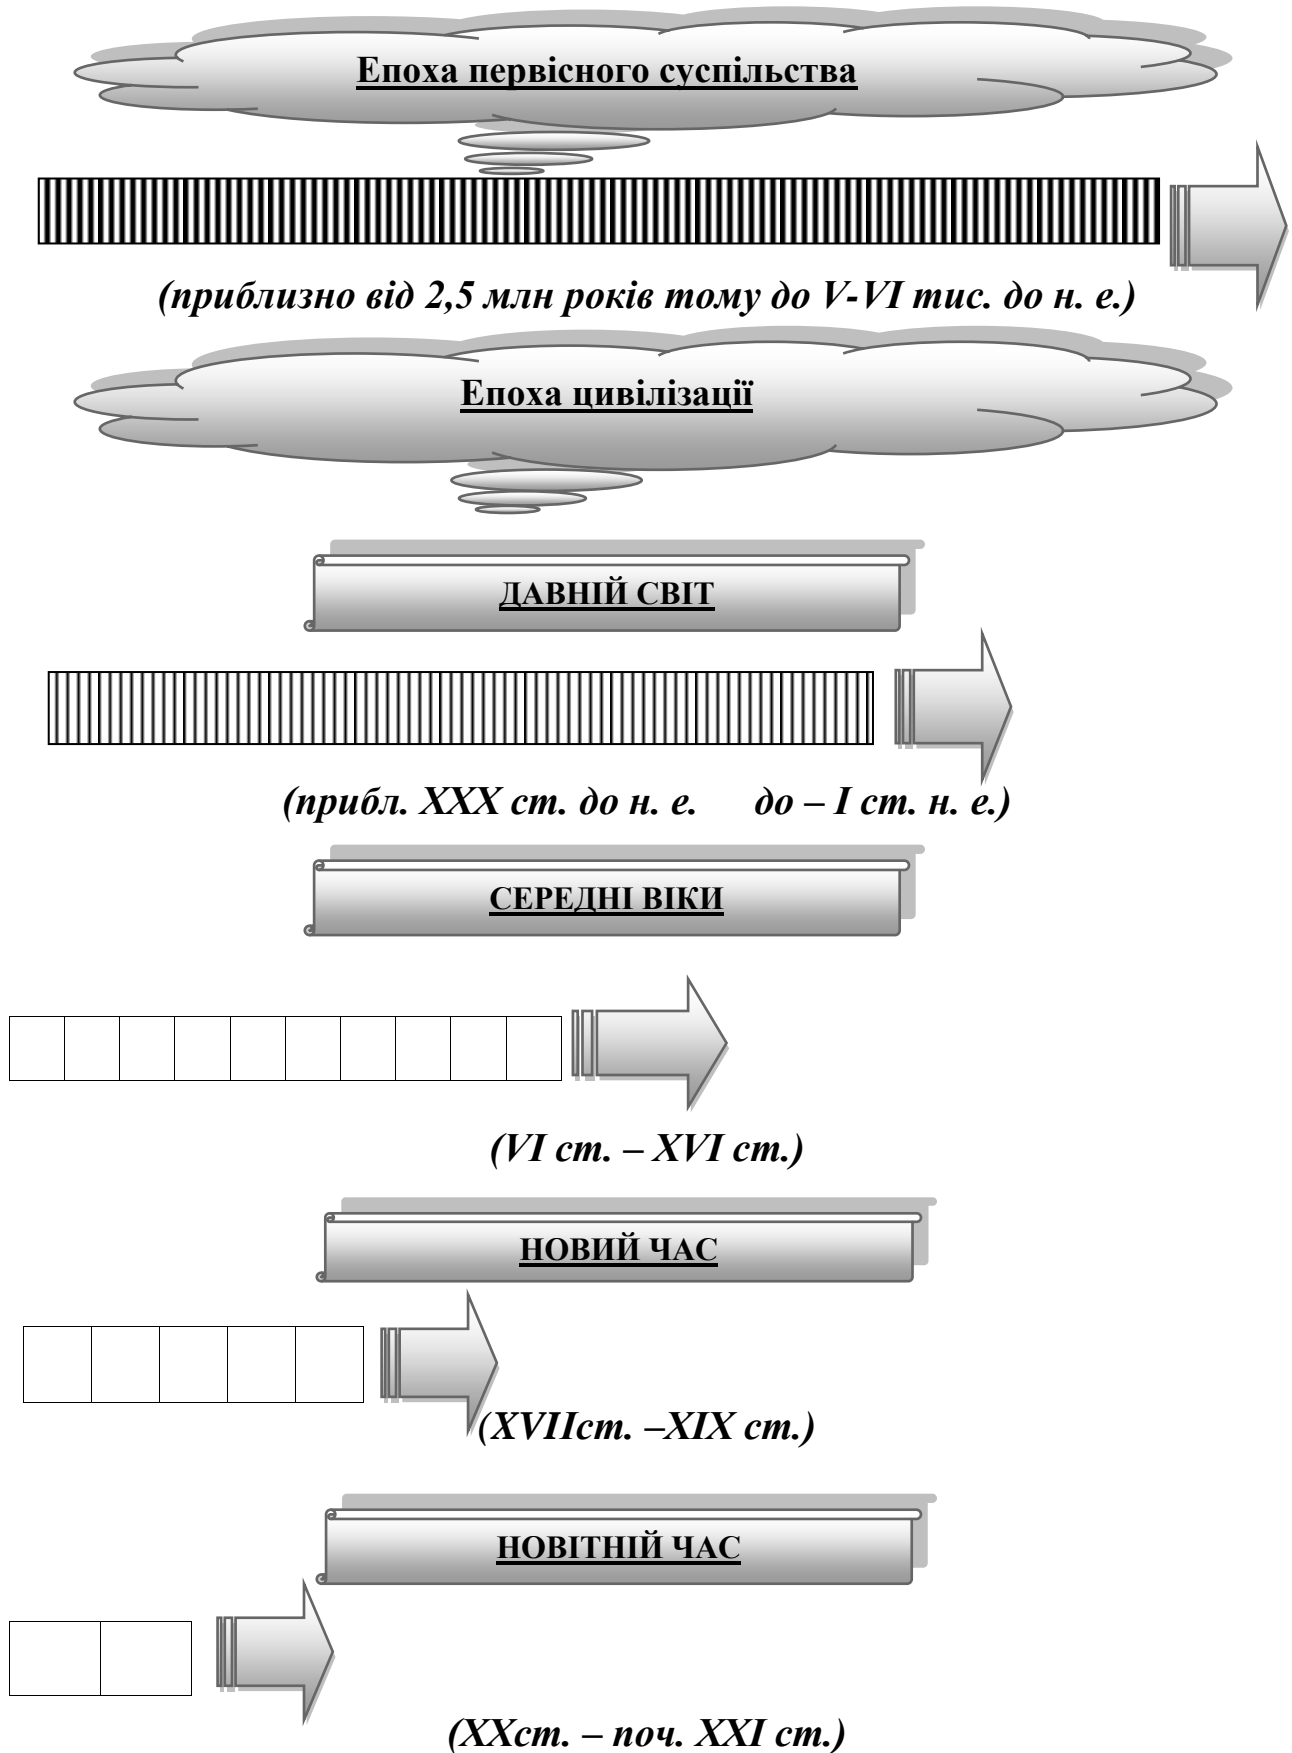 Епоха первісного суспільства
(приблизно від 2,5 млн років тому до V-VI тис. до н. е.)
Епоха цивілізації
ДАВНІЙ СВІТ
(прибл. XXX ст. до н. е. до – I ст. н. е.)
СЕРЕДНІ ВІКИ
(VI ст. – XVI ст.)
НОВИЙ ЧАС
(XVIIст. –XIX ст.)
НОВІТНІЙ ЧАС
(XXст. – поч. XXI ст.)